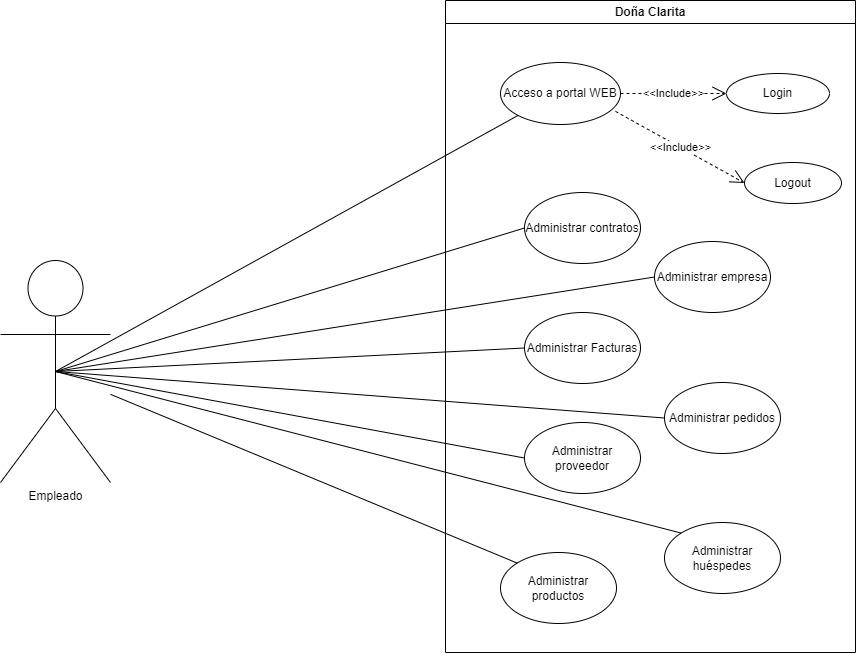 Doña Clarita
Acceso a portal WEB
<<Include>>
Login
<<Include>>
Logout
Administrar contratos
Administrar empresa
Administrar Facturas
Administrar pedidos
Administrar
proveedor
Empleado
Administrar
huéspedes
Administrar
productos